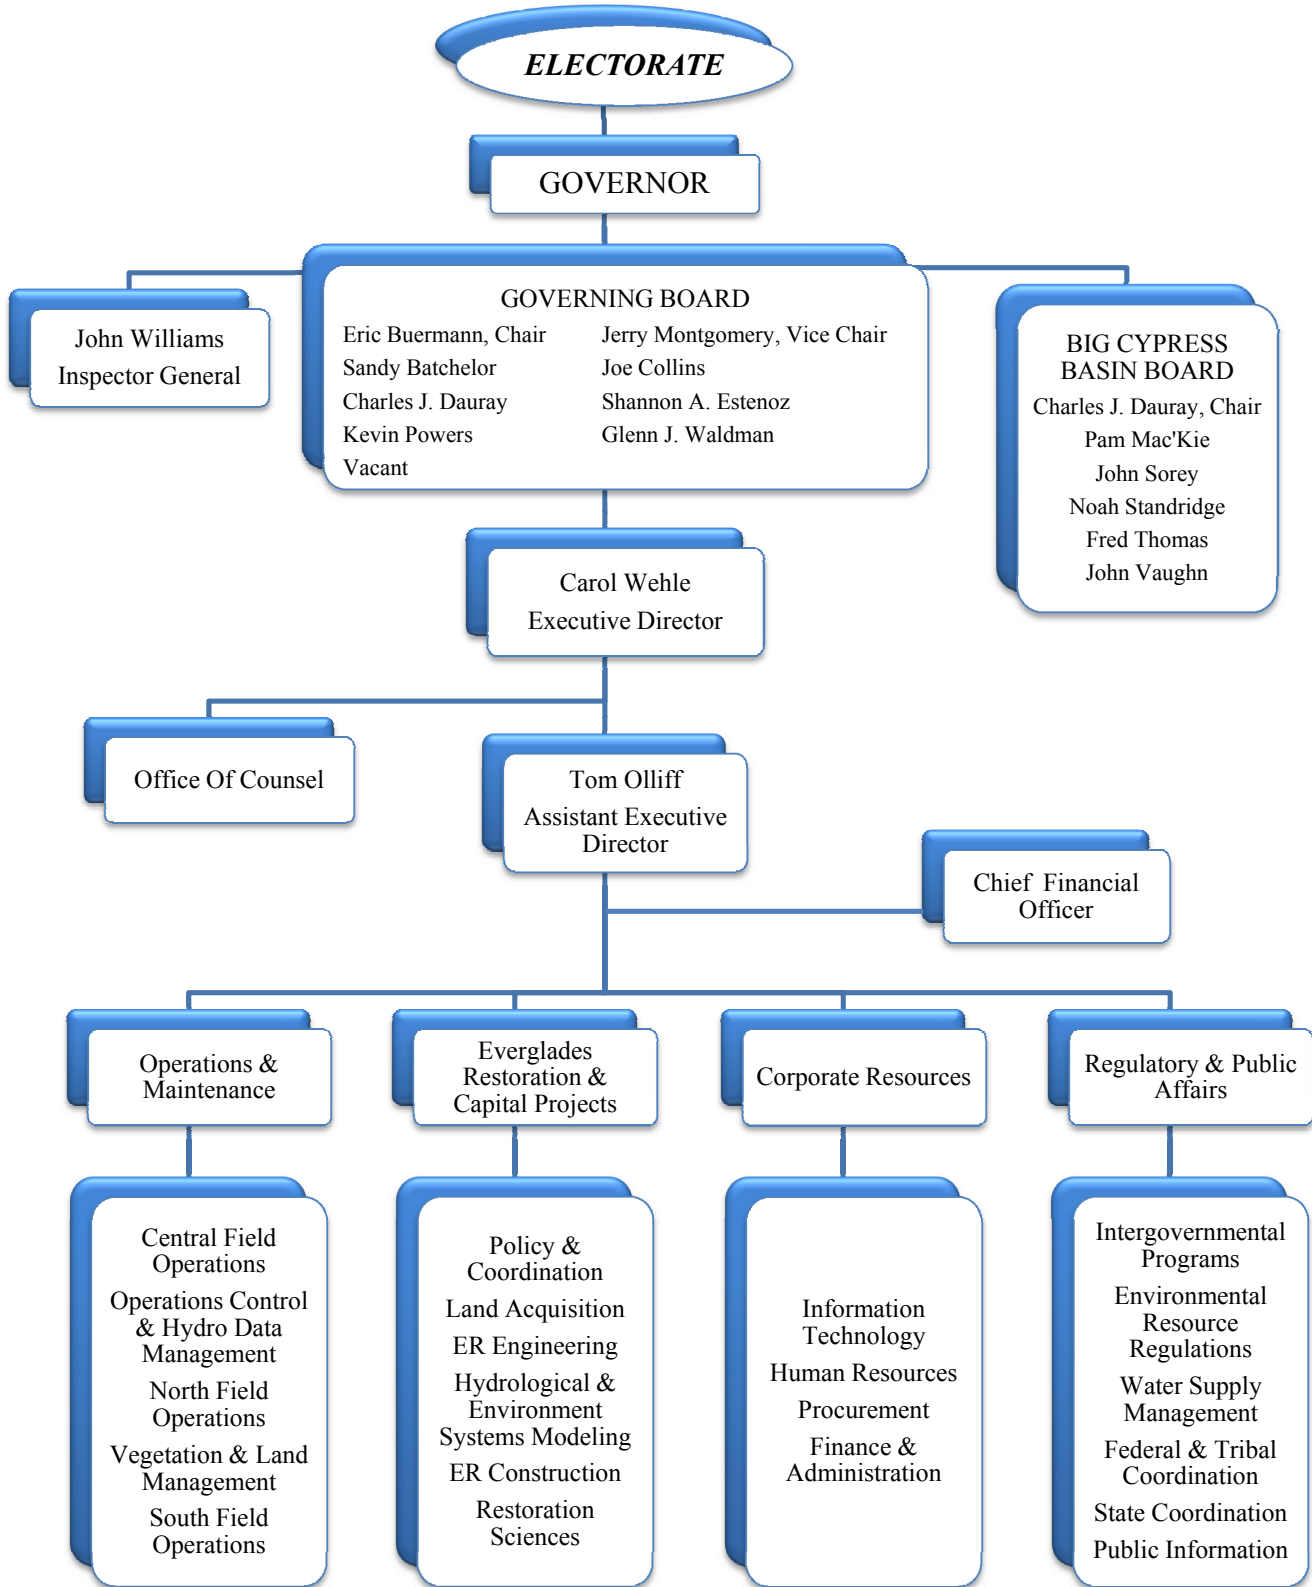 ELECTORATE
GOVERNOR
John Williams
Inspector General
GOVERNING BOARD
Eric Buermann, Chair
Jerry Montgomery, Vice Chair
Sandy Batchelor
Joe Collins
Charles J. Dauray
Shannon A. Estenoz
Kevin Powers
Glenn J. Waldman
Vacant
BIG CYPRESS
BASIN BOARD
Charles J. Dauray, Chair
Pam Mac'Kie
John Sorey
Noah Standridge
Fred Thomas
John Vaughn
Carol Wehle
Executive Director
Office Of Counsel
Tom Olliff
Assistant Executive
Director
Chief Financial
Officer
Operations &
Maintenance
Everglades
Restoration &
Capital Projects
Corporate Resources
Regulatory & Public
Affairs
Central Field
Operations
Operations Control
& Hydro Data
Management
North Field
Operations
Vegetation & Land
Management
South Field
Operations
Policy &
Coordination
Land Acquisition
ER Engineering
Hydrological &
Environment
Systems Modeling
ER Construction
Restoration
Sciences
Information
Technology
Human Resources
Procurement
Finance &
Administration
Intergovernmental
Programs
Environmental
Resource
Regulations
Water Supply
Management
Federal & Tribal
Coordination
State Coordination
Public Information